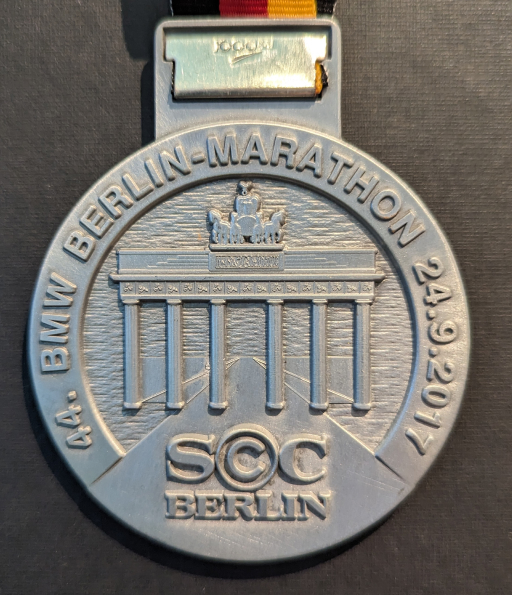 44. BMW BERLIN-MARATHON 24.9.2017
SCC
BERLIN